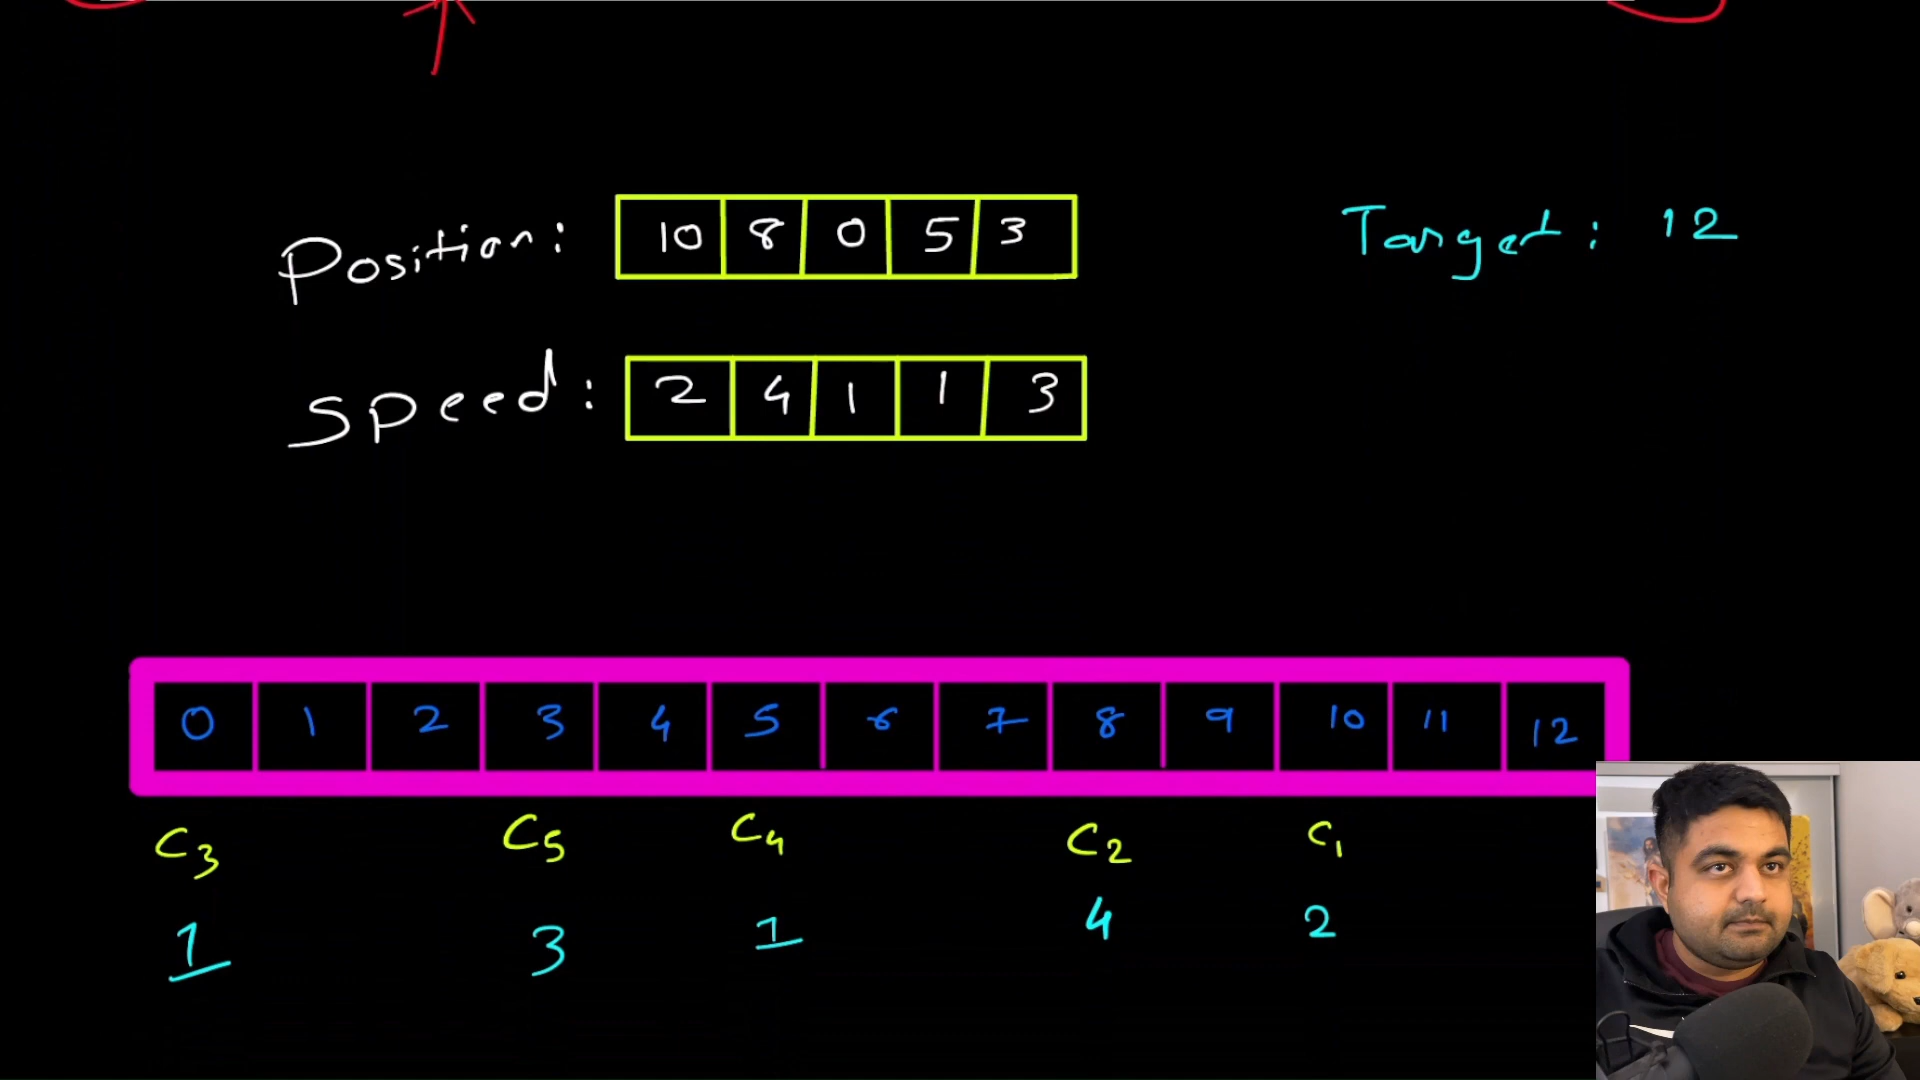 Position: 10 8 0 5 3 Target: 12
Speed: 2 4 1 1 3
0 1 2 3 4 5 6 7 8 9 10 11 12
C3 C5 C4 C2 C1
1 3 1 4 2